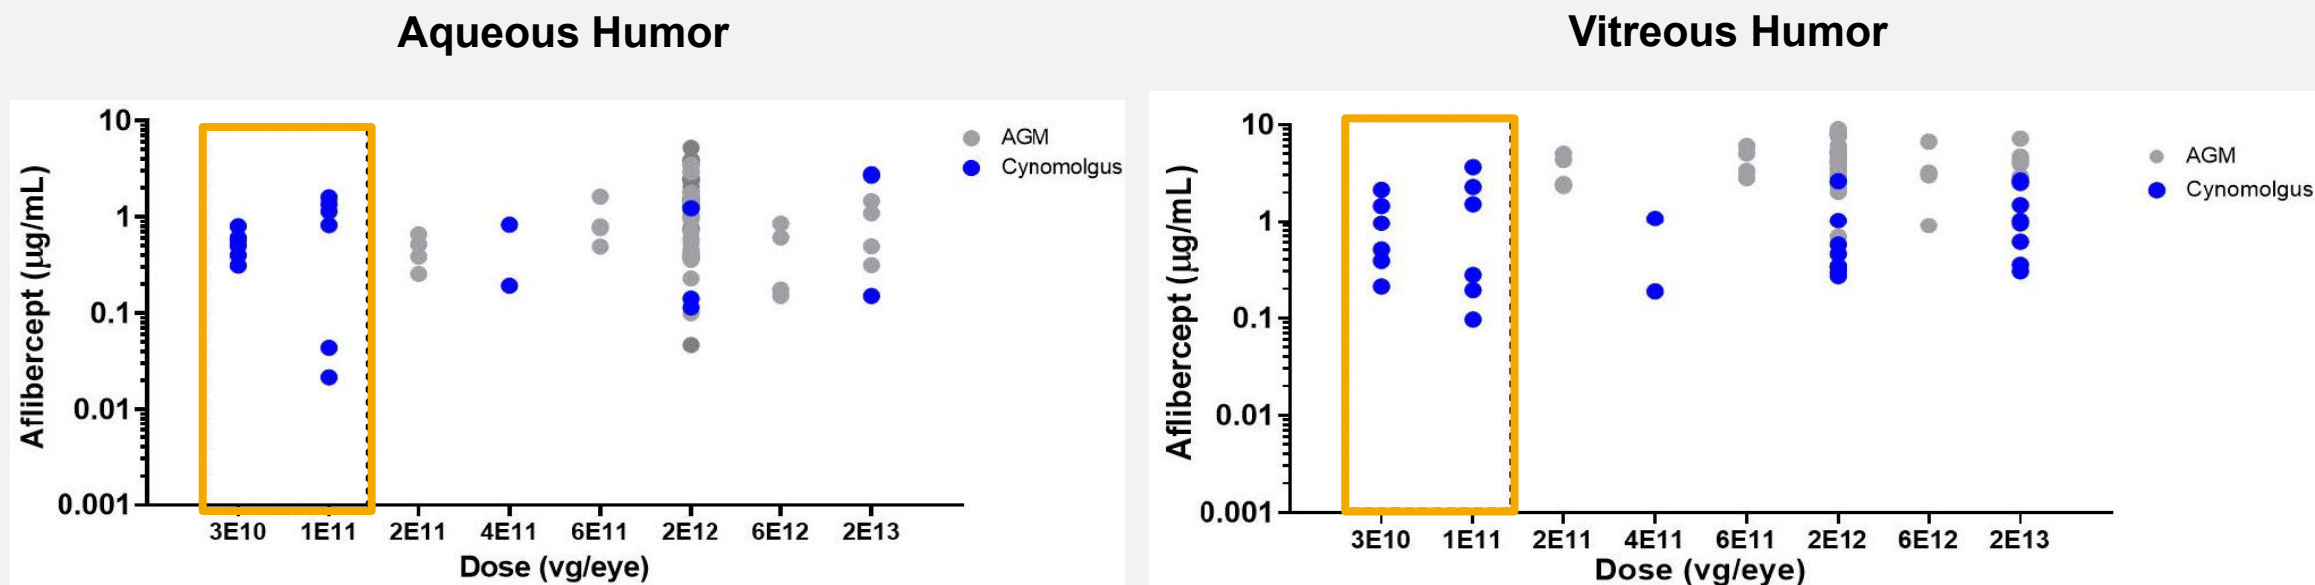 Aqueous Humor
Aflibercept (µg/mL)
10
1
0.1
0.01
0.001
3E10 1E11 2E11 4E11 6E11 2E12 6E12 2E13
Dose (vg/eye)
AGM
Cynomolgus
Vitreous Humor
Aflibercept (µg/mL)
10
1
0.1
0.01
0.001
3E10 1E11 2E11 4E11 6E11 2E12 6E12 2E13
Dose (vg/eye)
AGM
Cynomolgus